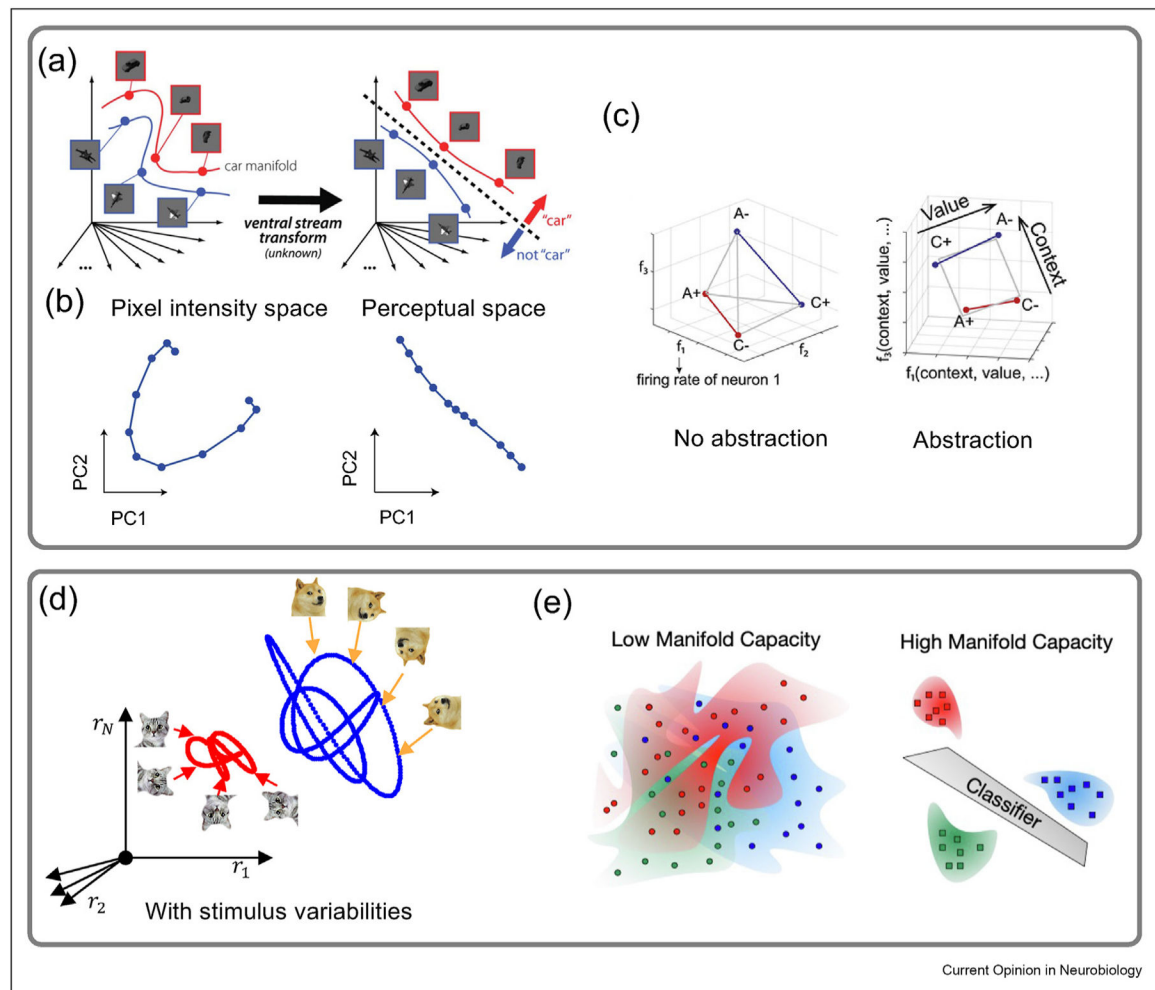 (a)
car manifold
...
ventral stream
transform
(unknown)
...
"car"
not "car"
(b)
Pixel intensity space
Perceptual space
PC2
PC1
PC2
PC1
(c)
f₃
A-
A+
C+
C-
f₁
f₂
firing rate of neuron 1
No abstraction
Value
A-
C+
Context
C-
A+
f₃(context, value, ...)
f₁(context, value, ...)
Abstraction
(d)
r_N
r₁
r₂
With stimulus variabilities
(e)
Low Manifold Capacity
High Manifold Capacity
Classifier
Current Opinion in Neurobiology